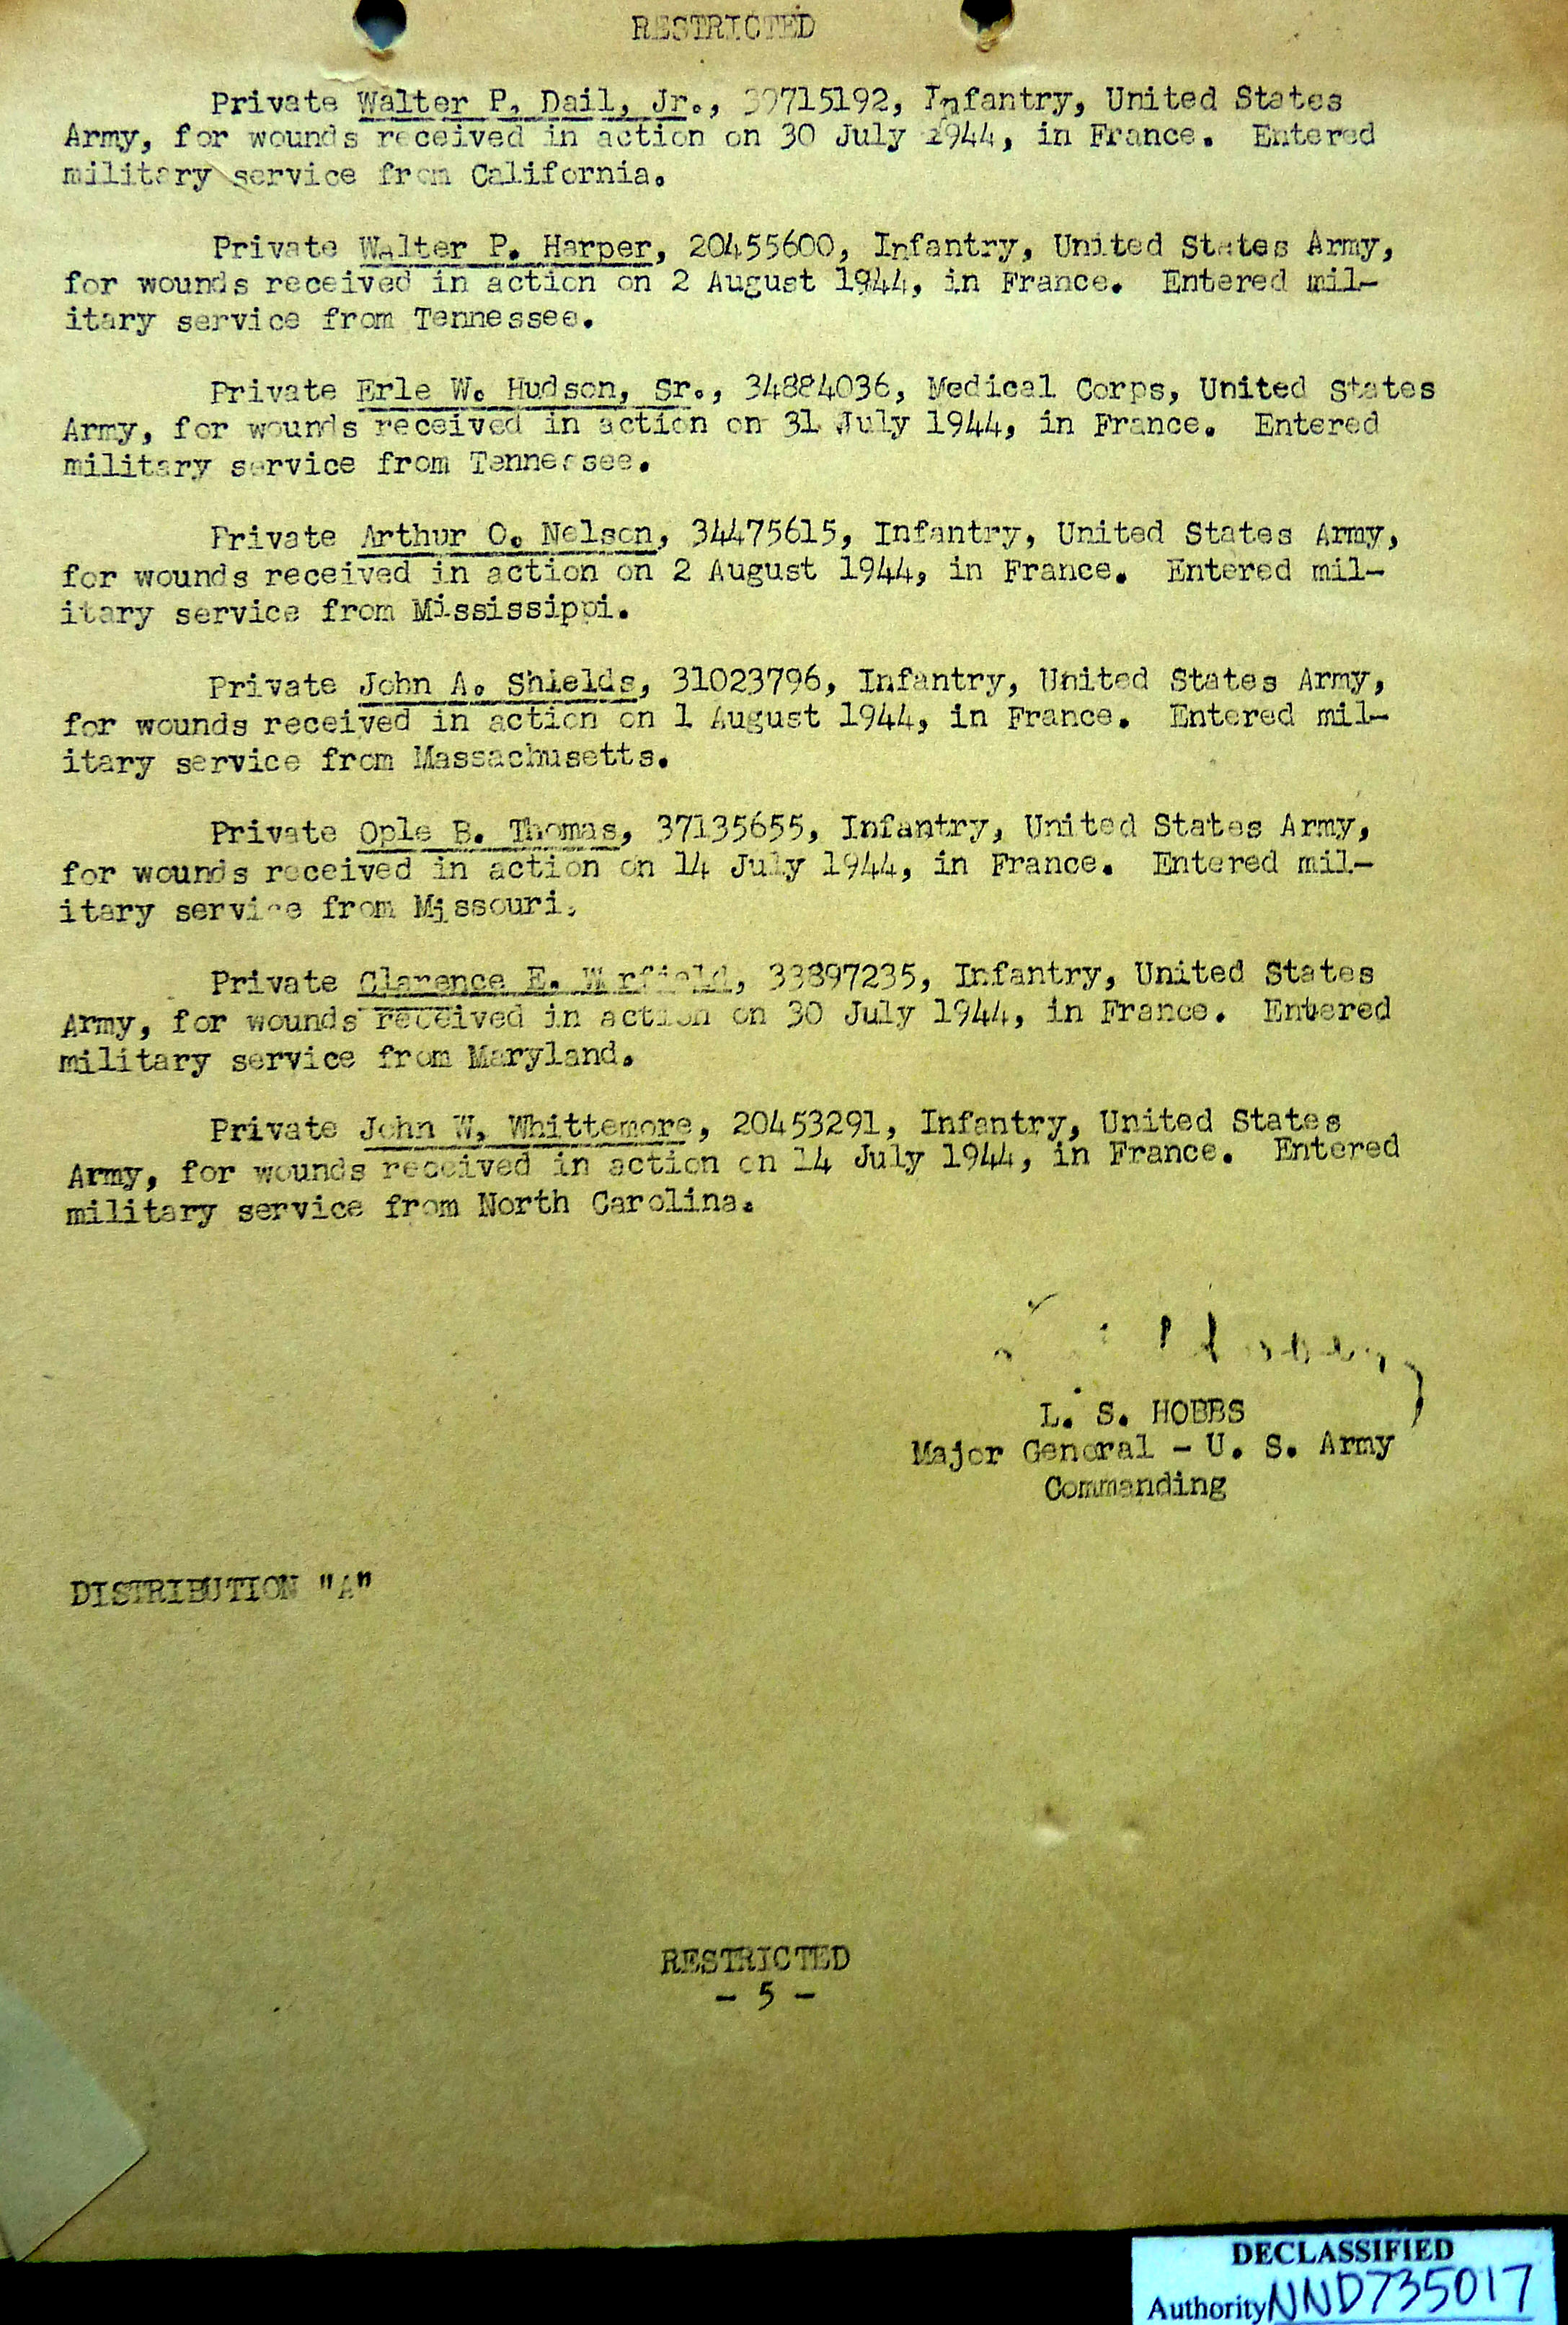 RESTRICTED
Private Walter P. Dail, Jr., 39715192, Infantry, United States
Army, for wounds received in action on 30 July 1944, in France. Entered
military service from California.
Private Walter P. Harper, 20455600, Infantry, United States Army,
for wounds received in action on 2 August 1944, in France. Entered mil-
itary service from Tennessee.
Private Erle W. Hudson, Sr., 34884036, Medical Corps, United States
Army, for wounds received in action on 31 July 1944, in France. Entered
military service from Tennessee.
Private Arthur O. Nelson, 34475615, Infantry, United States Army,
for wounds received in action on 2 August 1944, in France. Entered mil-
itary service from Mississippi.
Private John A. Shields, 31023796, Infantry, United States Army,
for wounds received in action on 1 August 1944, in France. Entered mil-
itary service from Massachusetts.
Private Ople B. Thomas, 37135655, Infantry, United States Army,
for wounds received in action on 14 July 1944, in France. Entered mil-
itary service from Missouri.
Private Clarence E. Warfield, 33897235, Infantry, United States
Army, for wounds received in action on 30 July 1944, in France. Entered
military service from Maryland.
Private John W. Whittemore, 20453291, Infantry, United States
Army, for wounds received in action on 14 July 1944, in France. Entered
military service from North Carolina.
L. S. HOBBS
Major General - U. S. Army
Commanding
DISTRIBUTION "A"
RESTRICTED
- 5 -
DECLASSIFIED
Authority NND735017